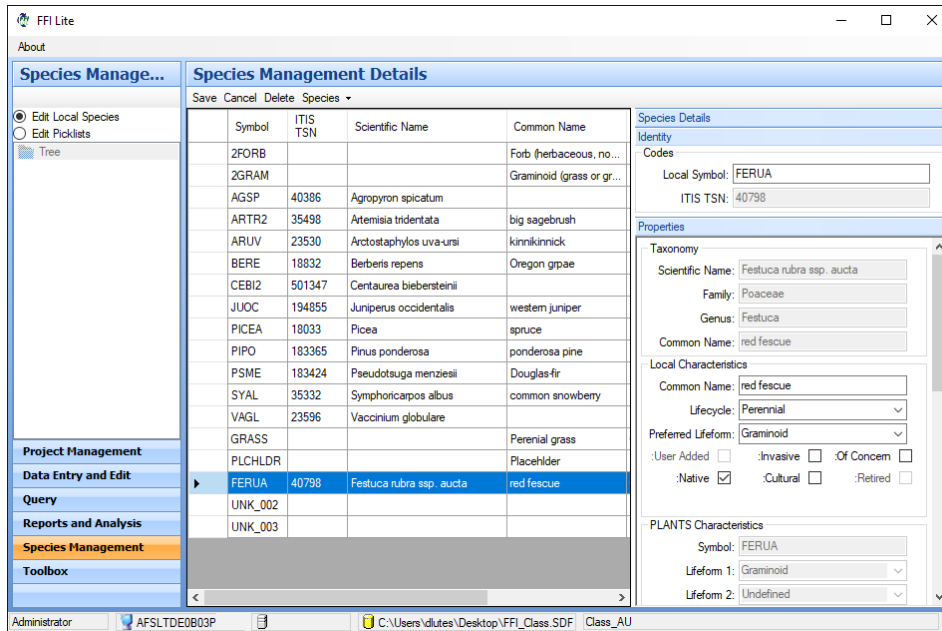 FFI Lite
About
Species Manage...
Edit Local Species
Edit Picklists
Tree
Project Management
Data Entry and Edit
Query
Reports and Analysis
Species Management
Toolbox
Species Management Details
Save Cancel Delete Species
Symbol ITIS TSN Scientific Name Common Name
2FORB Forb (herbaceous, no...
2GRAM Graminoid (grass or gr...
AGSP 40386 Agropyron spicatum
ARTR2 35498 Artemisia tridentata big sagebrush
ARUV 23530 Arctostaphylos uva-ursi kinnikinnick
BERE 18832 Berberis repens Oregon grpae
CEBI2 501347 Centaurea biebersteinii
JUOC 194855 Juniperus occidentalis western juniper
PICEA 18033 Picea spruce
PIPO 183365 Pinus ponderosa ponderosa pine
PSME 183424 Pseudotsuga menziesii Douglas-fir
SYAL 35332 Symphoricarpos albus common snowberry
VAGL 23596 Vaccinium globulare
GRASS Perenial grass
PLCHLDR Placehlder
FERUA 40798 Festuca rubra ssp. aucta red fescue
UNK_002
UNK_003
Species Details
Identity
Codes
Local Symbol: FERUA
ITIS TSN: 40798
Properties
Taxonomy
Scientific Name: Festuca rubra ssp. aucta
Family: Poaceae
Genus: Festuca
Common Name: red fescue
Local Characteristics
Common Name: red fescue
Lifecycle: Perennial
Preferred Lifeform: Graminoid
:User Added :Invasive :Of Concern
:Native :Cultural :Retired
PLANTS Characteristics
Symbol: FERUA
Lifeform 1: Graminoid
Lifeform 2: Undefined
Administrator AFSLTDE0B03P C:\Users\dlutes\Desktop\FFI_Class.SDF Class_AU